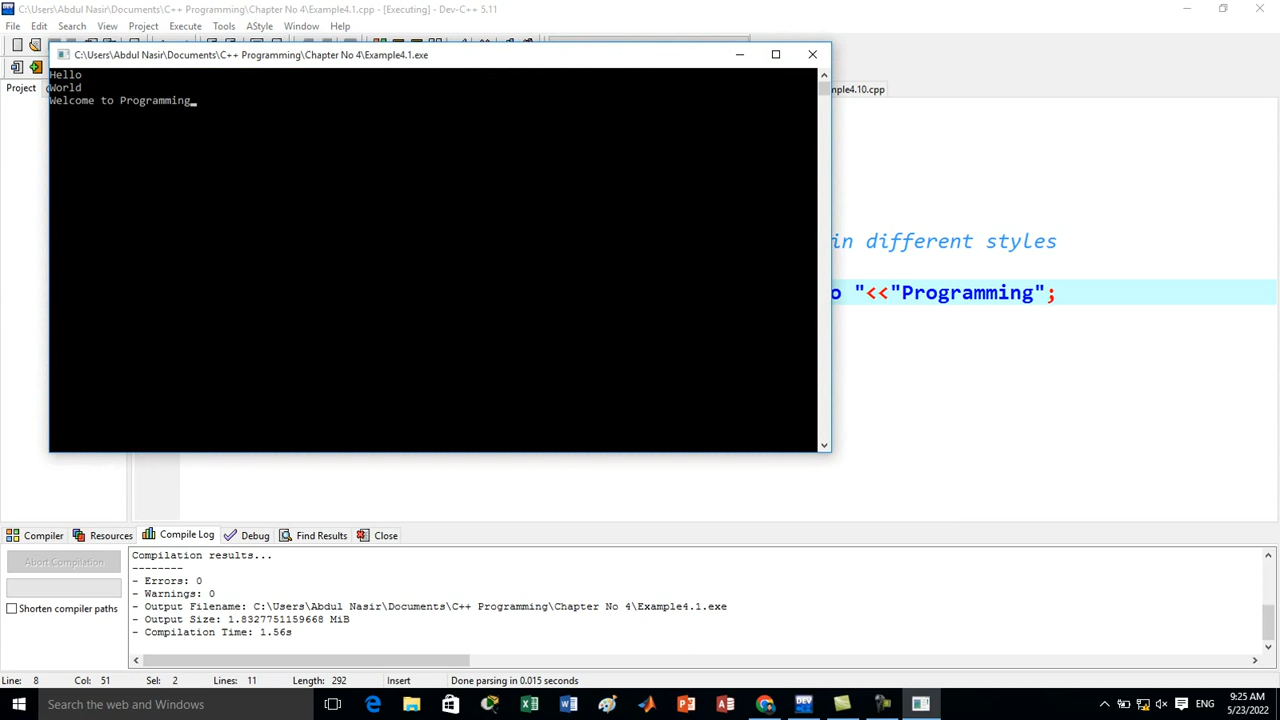 C:\Users\Abdul Nasir\Documents\C++ Programming\Chapter No 4\Example4.1.cpp - [Executing] - Dev-C++ 5.11
File Edit Search View Project Execute Tools AStyle Window Help
C:\Users\Abdul Nasir\Documents\C++ Programming\Chapter No 4\Example4.1.exe
Hello
World
Welcome to Programming_
Project
mple4.10.cpp
in different styles
o "<<"Programming";
Compiler Resources Compile Log Debug Find Results Close
Abort Compilation
Shorten compiler paths
Compilation results...
--------
- Errors: 0
- Warnings: 0
- Output Filename: C:\Users\Abdul Nasir\Documents\C++ Programming\Chapter No 4\Example4.1.exe
- Output Size: 1.8327751159668 MiB
- Compilation Time: 1.56s
Line: 8 Col: 51 Sel: 2 Lines: 11 Length: 292 Insert Done parsing in 0.015 seconds
Search the web and Windows
DEV
ENG
9:25 AM
5/23/2022